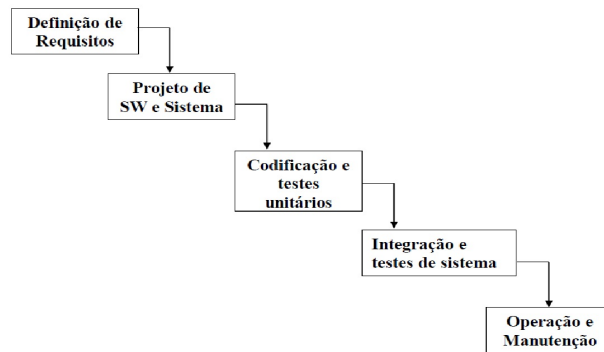 Definição de
Requisitos
Projeto de
SW e Sistema
Codificação e
testes
unitários
Integração e
testes de sistema
Operação e
Manutenção